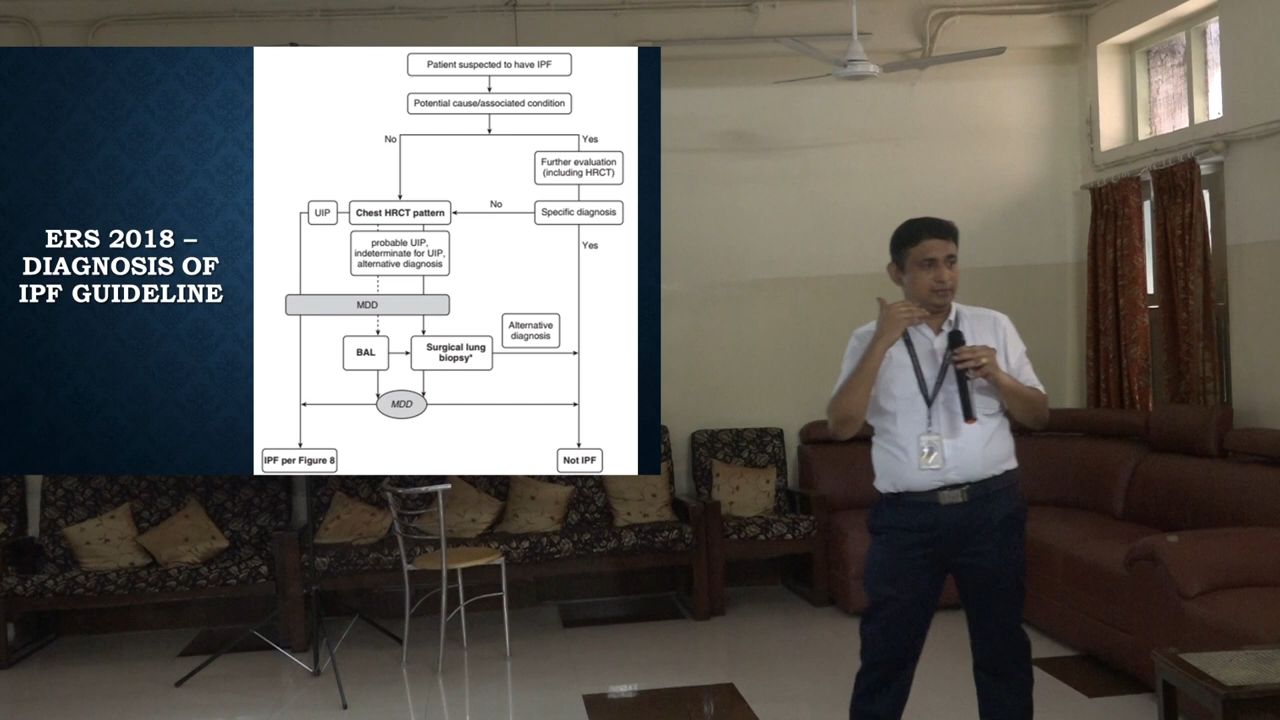 ERS 2018 –
DIAGNOSIS OF
IPF GUIDELINE
Patient suspected to have IPF
Potential cause/associated condition
No
Yes
Further evaluation
(including HRCT)
UIP
Chest HRCT pattern
No
Specific diagnosis
probable UIP,
indeterminate for UIP,
alternative diagnosis
Yes
MDD
Alternative
diagnosis
BAL
Surgical lung
biopsy*
MDD
IPF per Figure 8
Not IPF